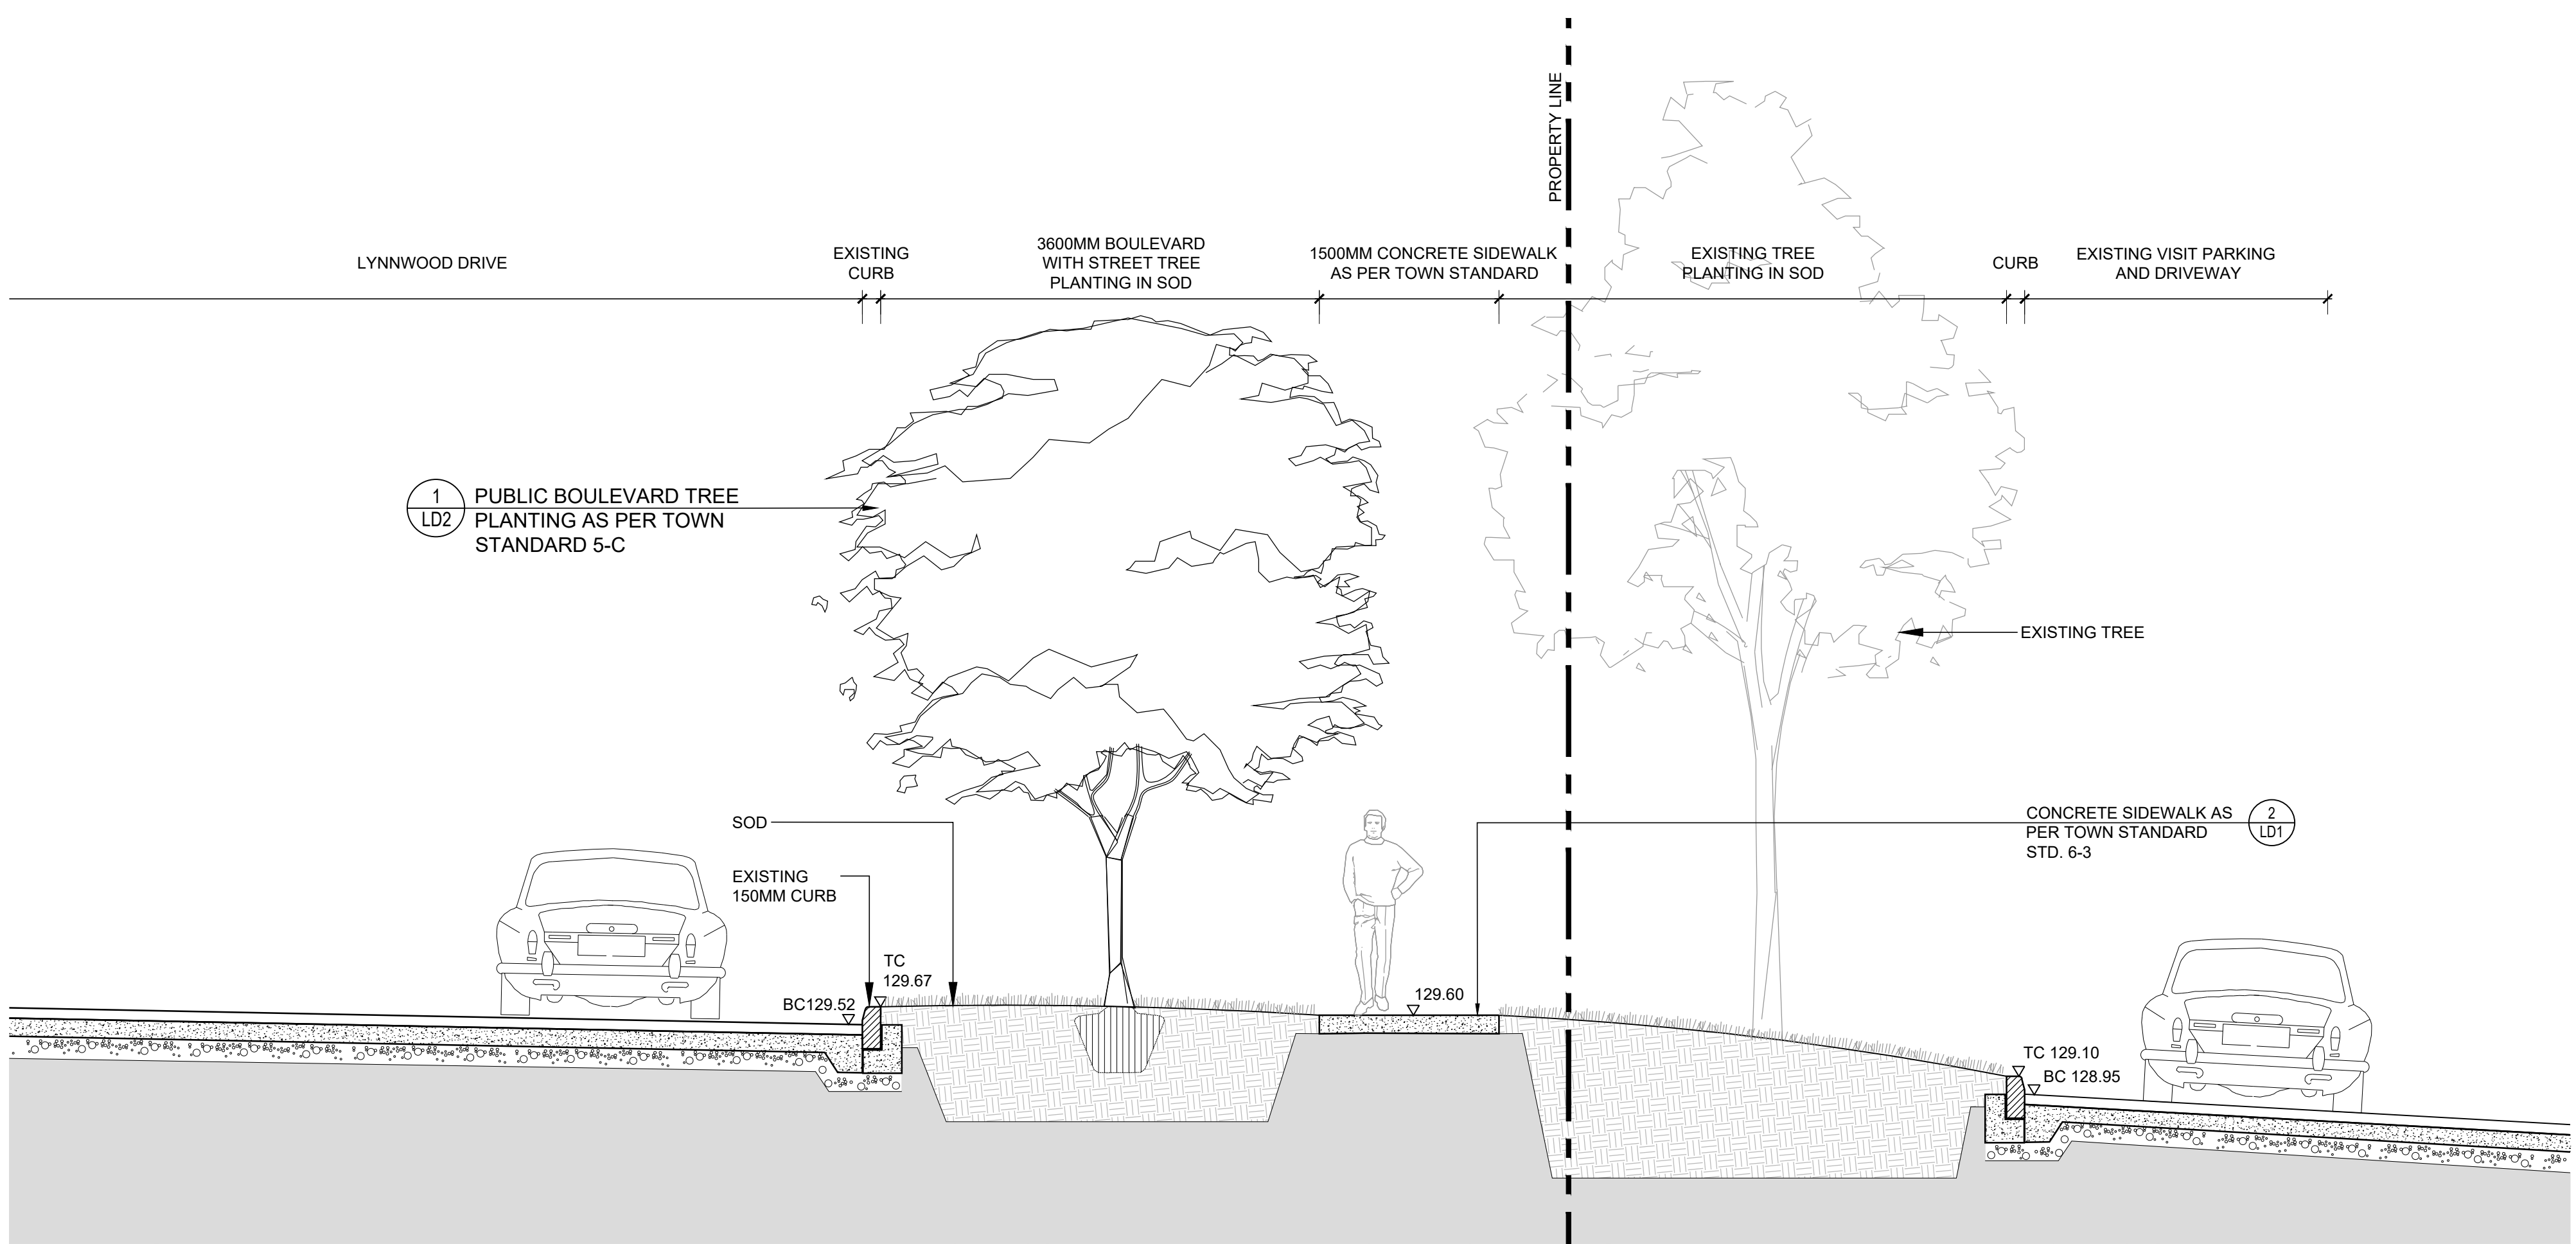 PROPERTY LINE
LYNNWOOD DRIVE
EXISTING
CURB
3600MM BOULEVARD
WITH STREET TREE
PLANTING IN SOD
1500MM CONCRETE SIDEWALK
AS PER TOWN STANDARD
EXISTING TREE
PLANTING IN SOD
CURB
EXISTING VISIT PARKING
AND DRIVEWAY
1
LD2
PUBLIC BOULEVARD TREE
PLANTING AS PER TOWN
STANDARD 5-C
EXISTING TREE
SOD
CONCRETE SIDEWALK AS
PER TOWN STANDARD
STD. 6-3
2
LD1
EXISTING
150MM CURB
TC
129.67
BC129.52
129.60
TC 129.10
BC 128.95